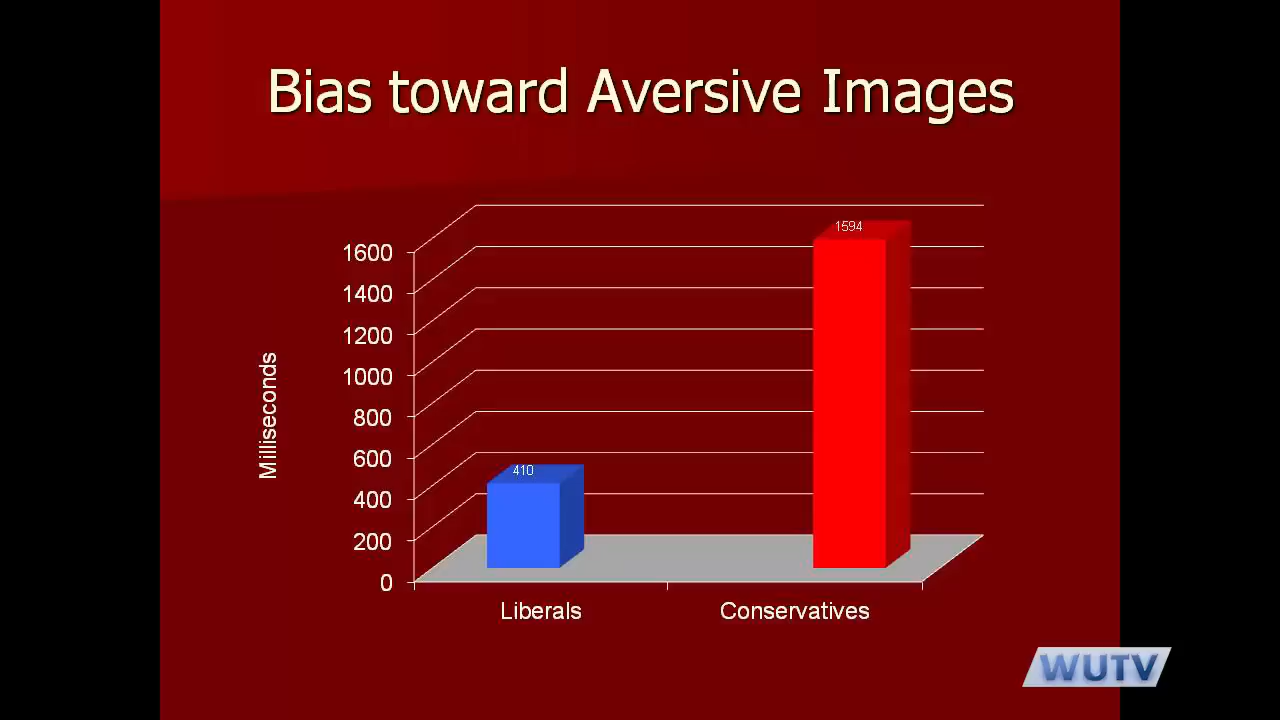 Bias toward Aversive Images
1594
1600
1400
1200
1000
800
600
400
200
0
410
Milliseconds
Liberals Conservatives
WUTV